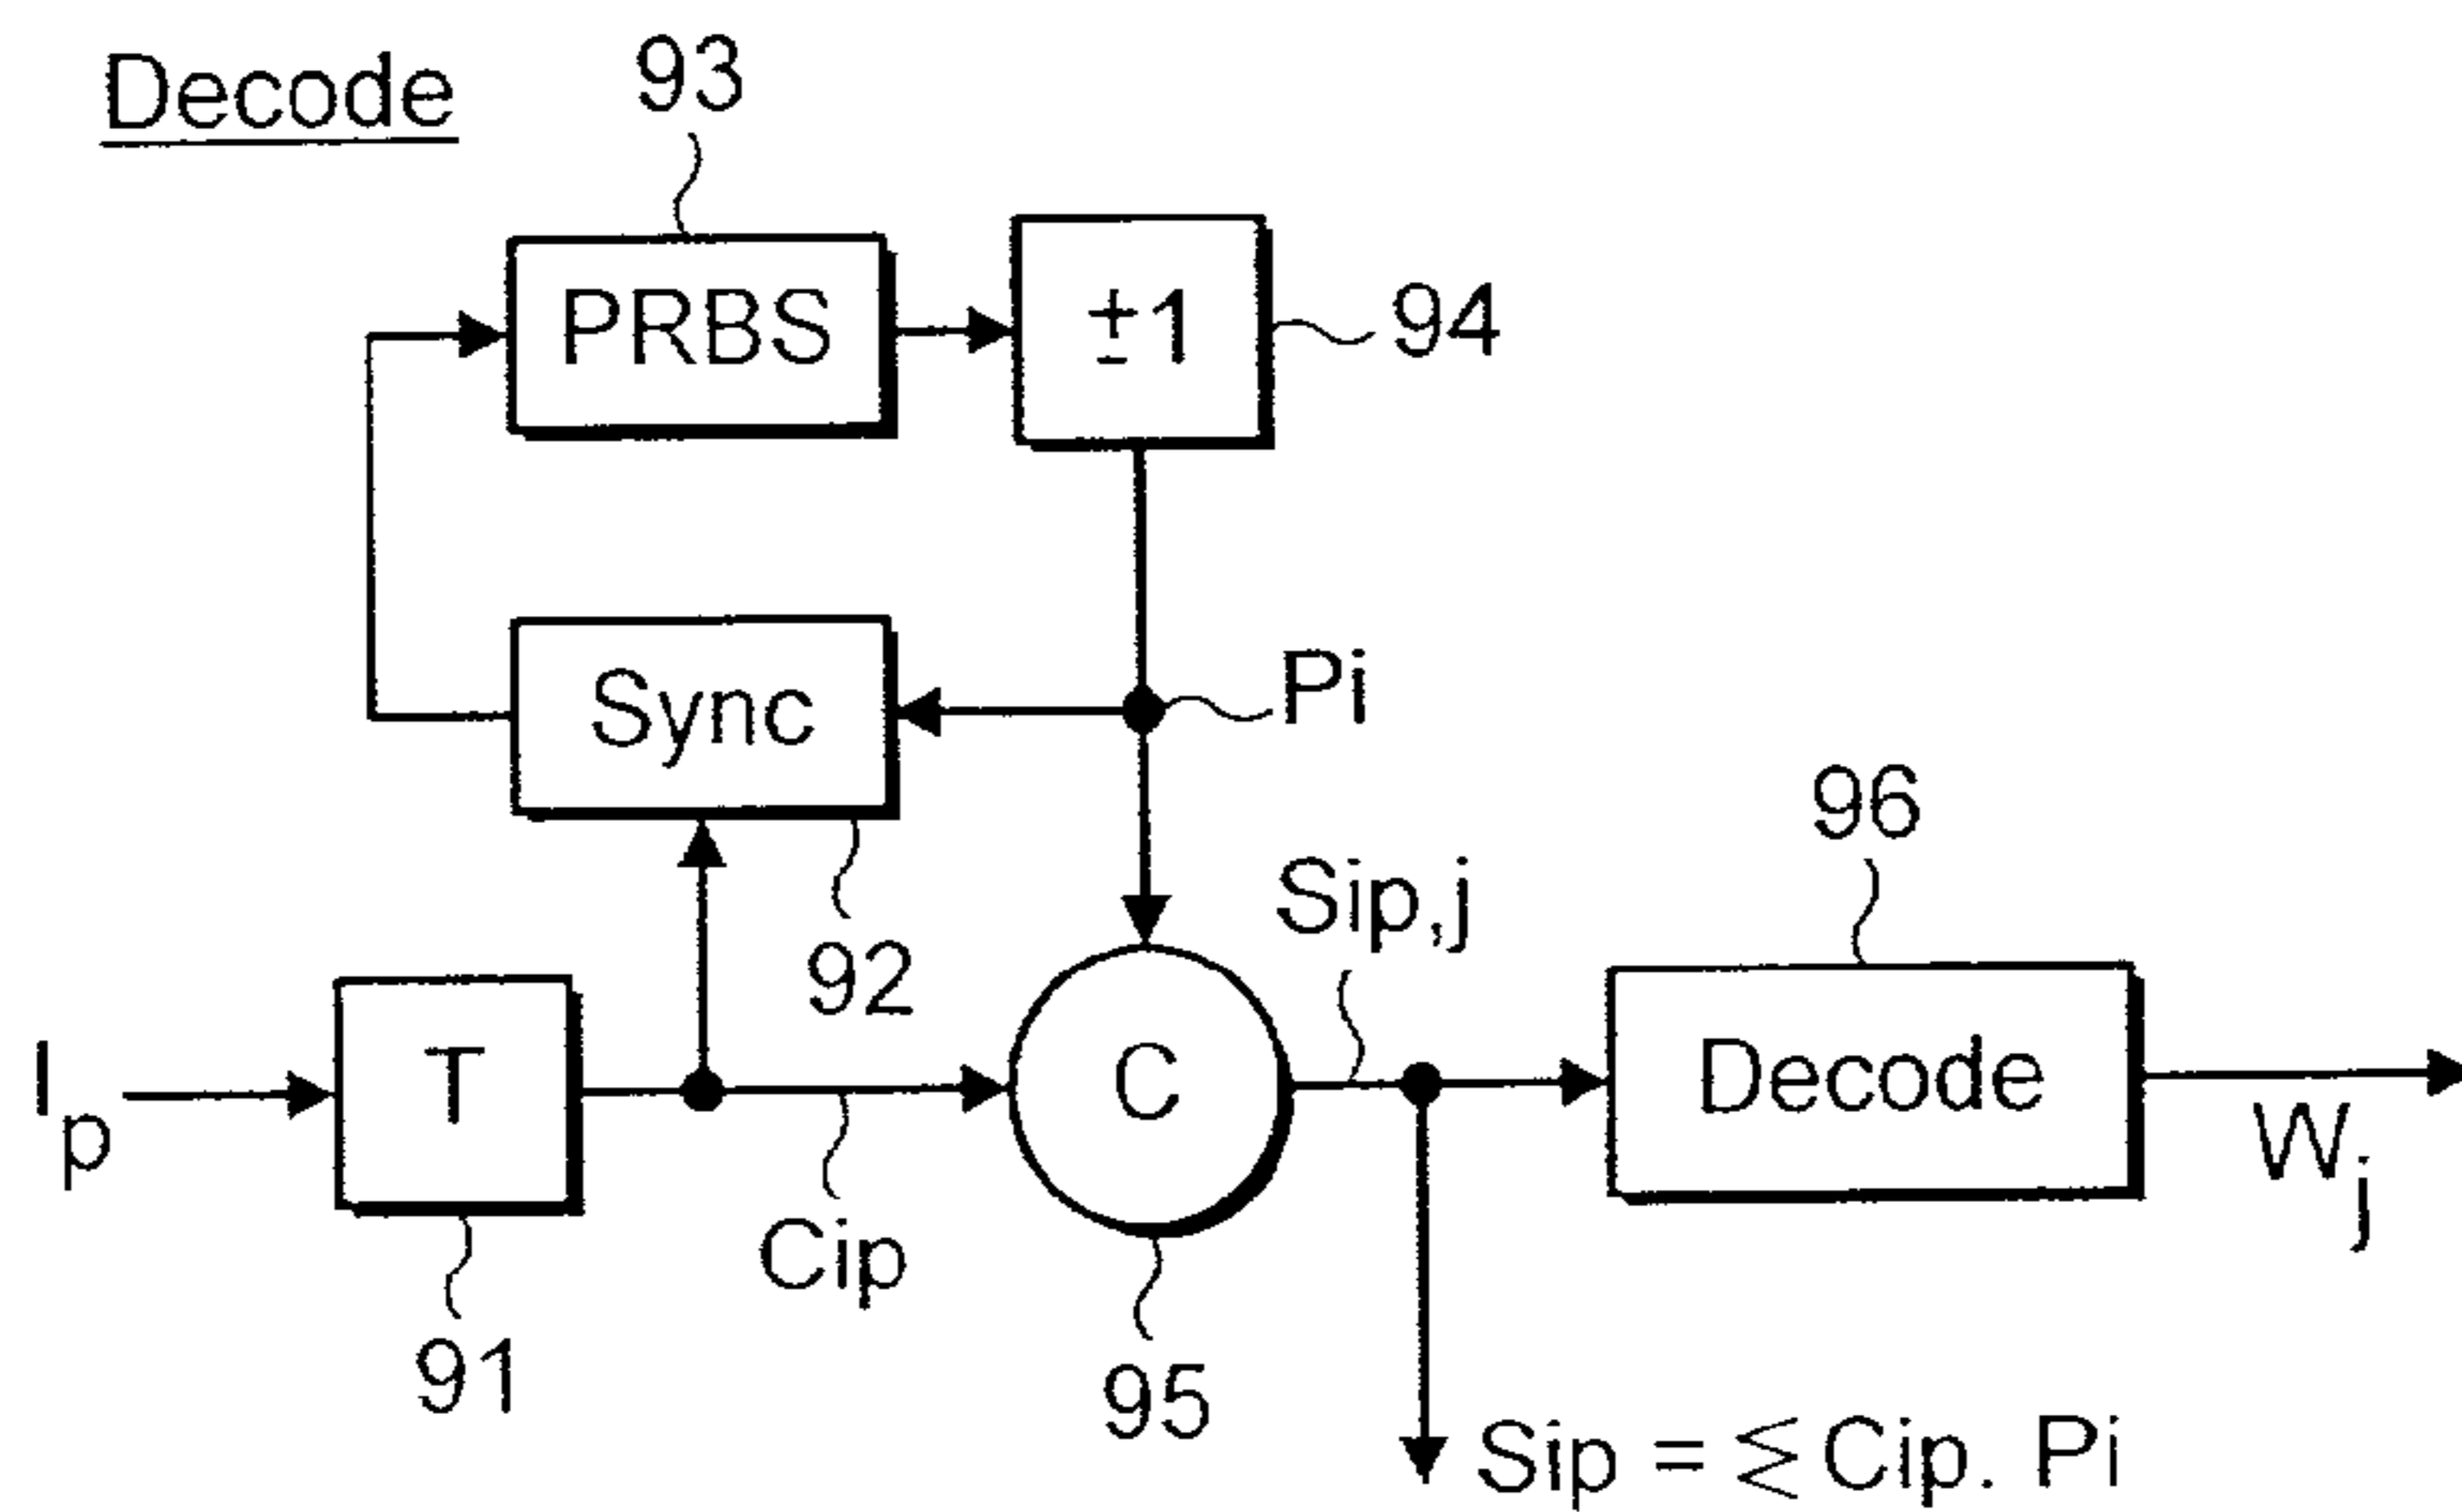 Decode
93
PRBS
±1
94
Sync
Pi
96
92
Sip,j
Ip
T
C
Decode
Wj
Cip
91
95
Sip = ≤ Cip. Pi